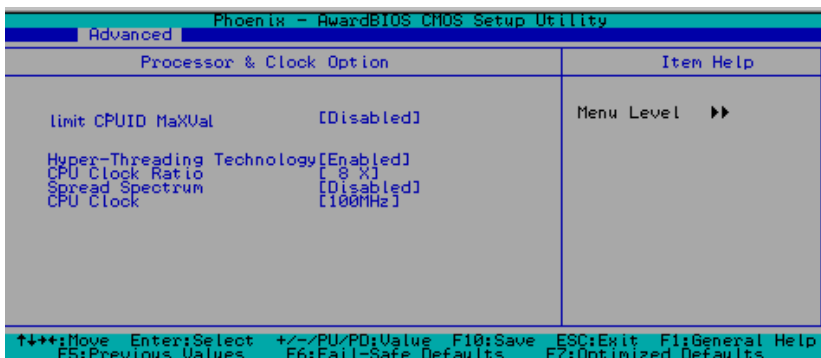 Phoenix - AwardBIOS CMOS Setup Utility
Advanced
Processor & Clock Option
Item Help
limit CPUID MaXVal [Disabled]
Menu Level ▶▶
Hyper-Threading Technology[Enabled]
CPU Clock Ratio [ 8 X]
Spread Spectrum [Disabled]
CPU Clock [100MHz]
↑↓→←:Move Enter:Select +/-/PU/PD:Value F10:Save ESC:Exit F1:General Help
F5:Previous Values F6:Fail-Safe Defaults F7:Optimized Defaults